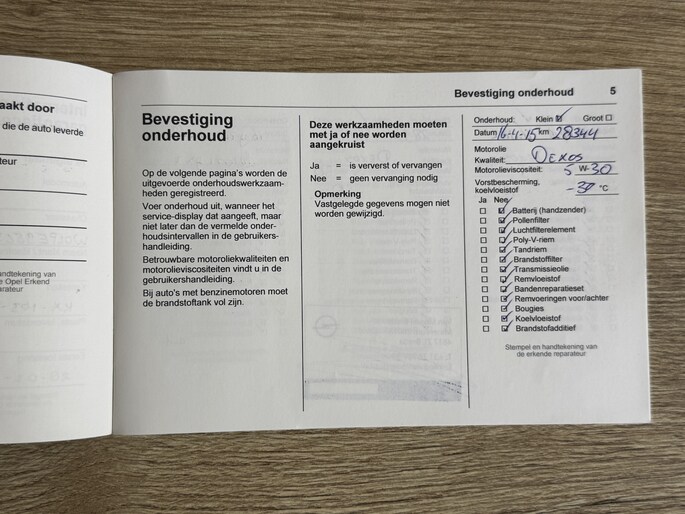 aakt door
die de auto leverde
Opel Erkend
Bevestiging onderhoud 5
Bevestiging
onderhoud
Op de volgende pagina's worden de
uitgevoerde onderhoudswerkzaam-
heden geregistreerd.
Voer onderhoud uit, wanneer het
service-display dat aangeeft, maar
niet later dan de vermelde onder-
houdsintervallen in de gebruikers-
handleiding.
Betrouwbare motoroliekwaliteiten en
motorolieviscositeiten vindt u in de
gebruikershandleiding.
Bij auto's met benzinemotoren moet
de brandstoftank vol zijn.
Deze werkzaamheden moeten
met ja of nee worden
aangekruist
Ja = is ververst of vervangen
Nee = geen vervanging nodig
Opmerking
Vastgelegde gegevens mogen niet
worden gewijzigd.
Onderhoud: Klein Groot
Datum 16-4-15 km 28344
Motorolie
Kwaliteit: Dexos
Motorolieviscositeit: 5 W-30
Vorstbescherming,
koelvloeistof -37 °C
Ja Nee
Batterij (handzender)
Pollenfilter
Luchtfilterelement
Poly-V-riem
Tandriem
Brandstoffilter
Transmissieolie
Remvloeistof
Bandenreparatieset
Remvoeringen voor/achter
Bougies
Koelvloeistof
Brandstofadditief
Stempel en handtekening van
de erkende reparateur